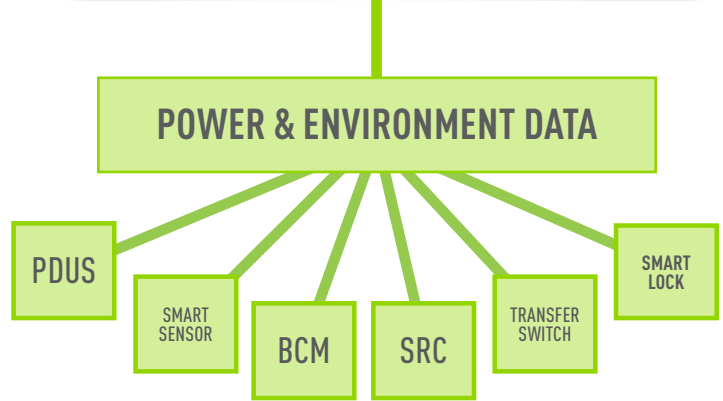 POWER & ENVIRONMENT DATA
PDUS
SMART
SENSOR
BCM
SRC
TRANSFER
SWITCH
SMART
LOCK